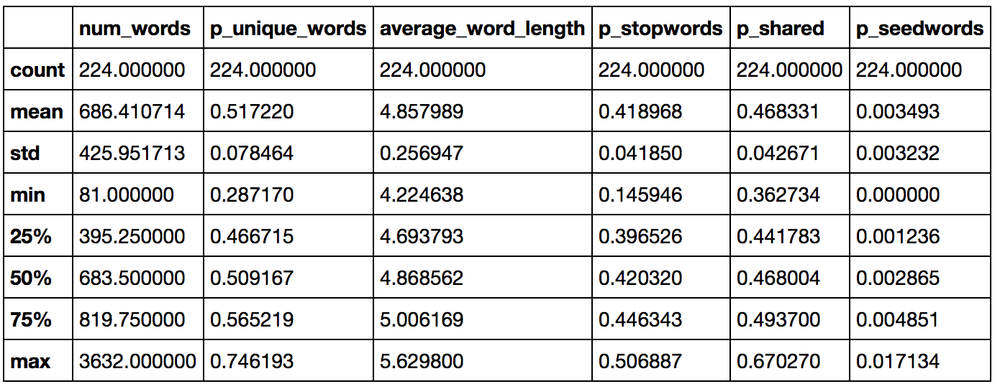 num_words p_unique_words average_word_length p_stopwords p_shared p_seedwords
count 224.000000 224.000000 224.000000 224.000000 224.000000 224.000000
mean 686.410714 0.517220 4.857989 0.418968 0.468331 0.003493
std 425.951713 0.078464 0.256947 0.041850 0.042671 0.003232
min 81.000000 0.287170 4.224638 0.145946 0.362734 0.000000
25% 395.250000 0.466715 4.693793 0.396526 0.441783 0.001236
50% 683.500000 0.509167 4.868562 0.420320 0.468004 0.002865
75% 819.750000 0.565219 5.006169 0.446343 0.493700 0.004851
max 3632.000000 0.746193 5.629800 0.506887 0.670270 0.017134